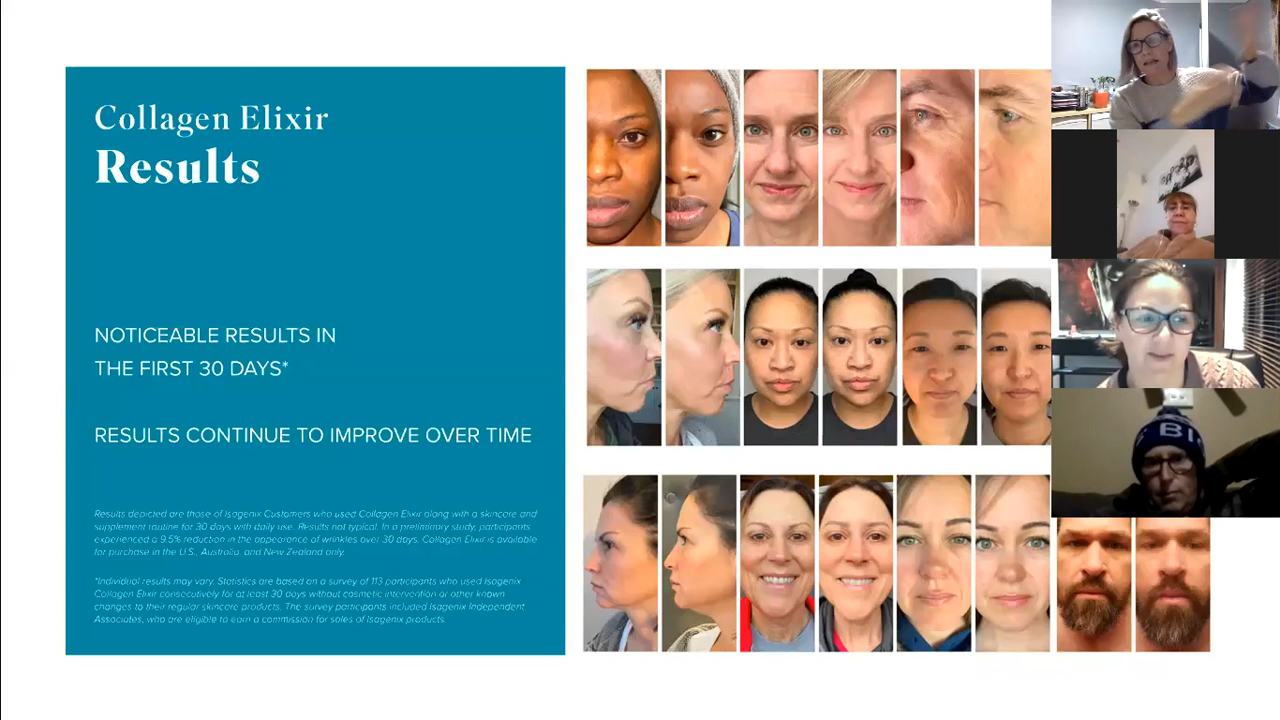 Collagen Elixir
Results
NOTICEABLE RESULTS IN
THE FIRST 30 DAYS*
RESULTS CONTINUE TO IMPROVE OVER TIME
Results depicted are those of Isagenix Customers who used Collagen Elixir along with a skincare and
supplement routine for 30 days with daily use. Results not typical. In a preliminary study, participants
experienced a 9.5% reduction in the appearance of wrinkles over 30 days. Collagen Elixir is available
for purchase in the U.S., Australia, and New Zealand only.
*Individual results may vary. Statistics are based on a survey of 113 participants who used Isagenix
Collagen Elixir consecutively for at least 30 days without cosmetic intervention or other known
changes to their regular skincare products. The survey participants included Isagenix Independent
Associates, who are eligible to earn a commission for sales of Isagenix products.